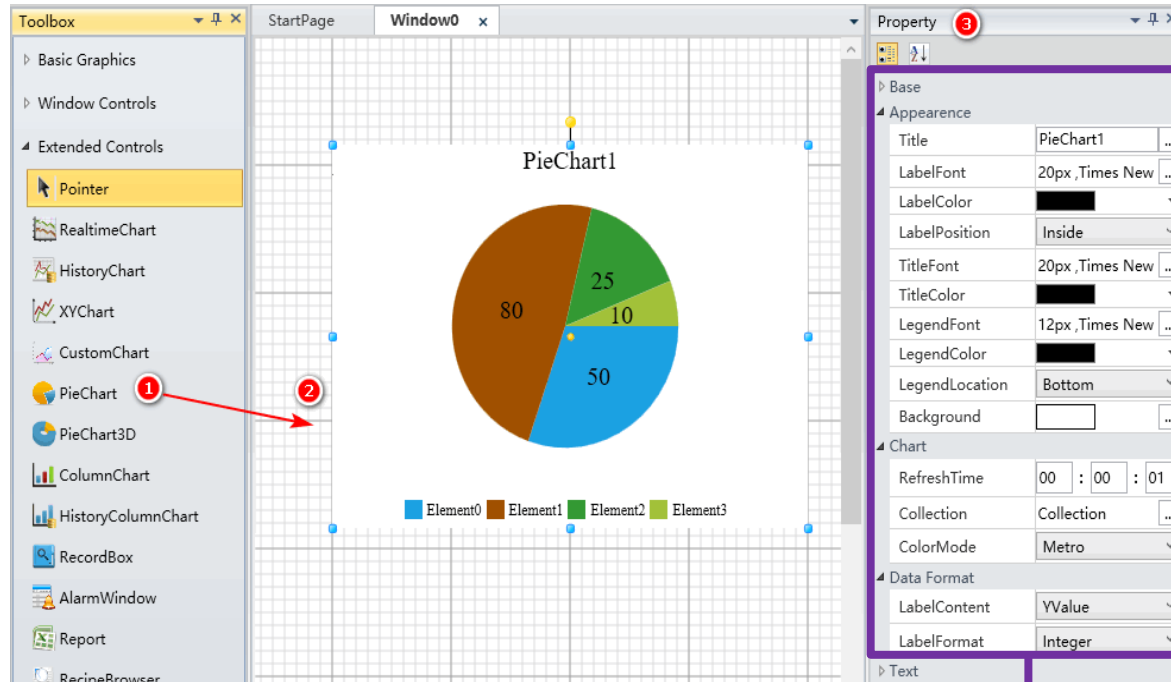 Toolbox
StartPage
Window0
Property
3
Basic Graphics
Window Controls
Extended Controls
Pointer
RealtimeChart
HistoryChart
XYChart
CustomChart
PieChart
1
2
PieChart3D
ColumnChart
HistoryColumnChart
RecordBox
AlarmWindow
Report
RecipeBrowser
PieChart1
80
25
10
50
Element0 Element1 Element2 Element3
Base
Appearence
Title PieChart1 ...
LabelFont 20px ,Times New ...
LabelColor
LabelPosition Inside
TitleFont 20px ,Times New ...
TitleColor
LegendFont 12px ,Times New ...
LegendColor
LegendLocation Bottom
Background ...
Chart
RefreshTime 00 : 00 : 01
Collection Collection ...
ColorMode Metro
Data Format
LabelContent YValue
LabelFormat Integer
Text